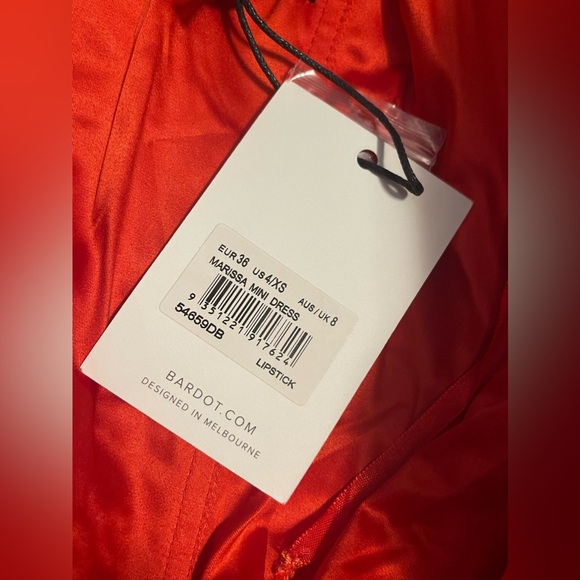 EUR 36 US 4/XS AUS/UK 8
MARISSA MINI DRESS
9 351221 917624
54659DB LIPSTICK
BARDOT.COM
DESIGNED IN MELBOURNE